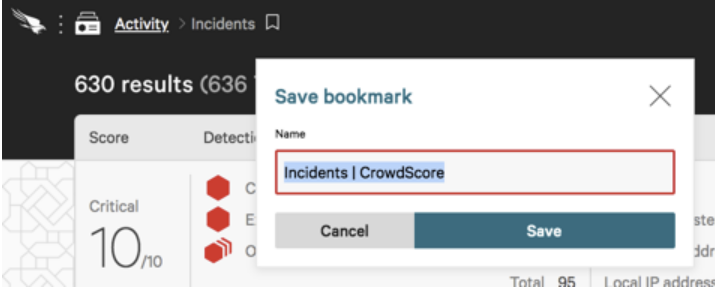 Activity > Incidents
630 results (636
Save bookmark
Score
Name
Incidents | CrowdScore
Critical
10/10
Cancel
Save
Total 95
Local IP address